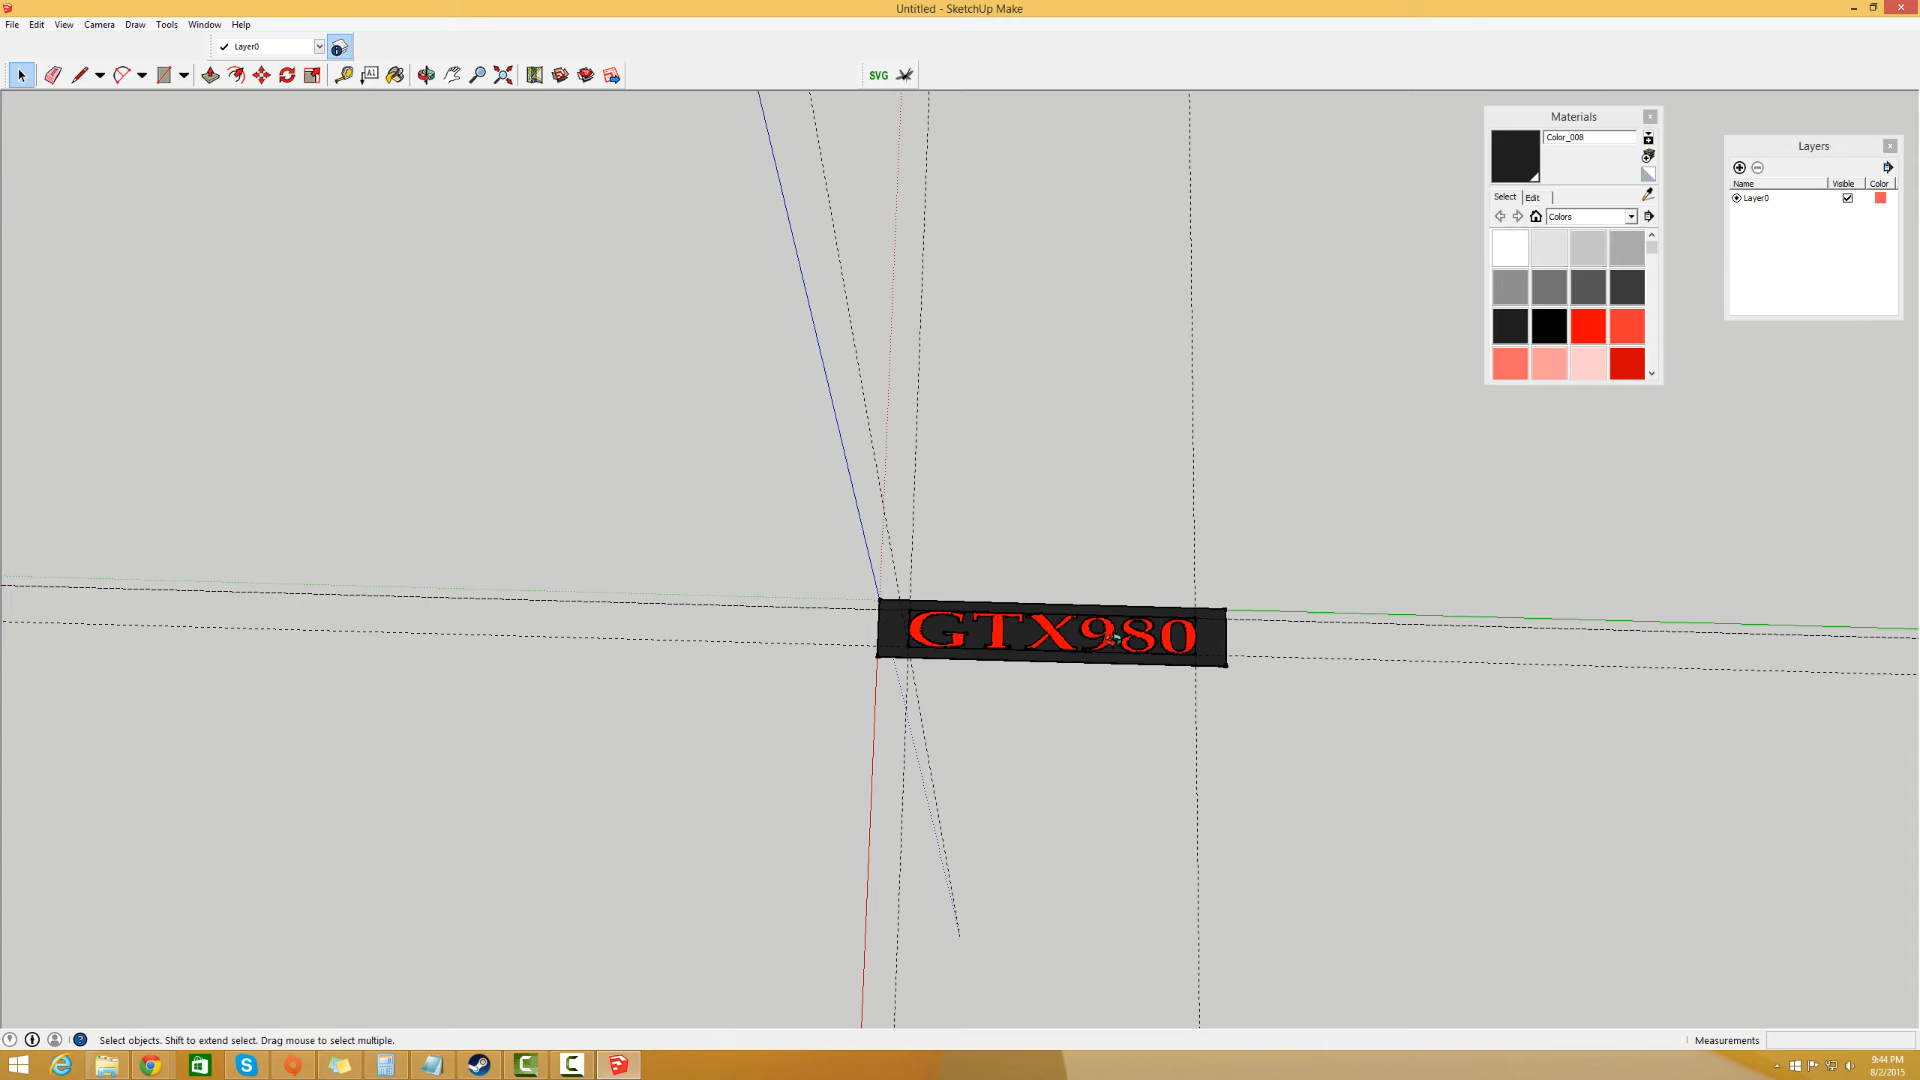 Untitled - SketchUp Make
File Edit View Camera Draw Tools Window Help
Layer0
A1
SVG
Materials
Color_008
Select Edit
Colors
Layers
Name Visible Color
Layer0
GTX980
Select objects. Shift to extend select. Drag mouse to select multiple.
Measurements
9:44 PM
8/2/2015